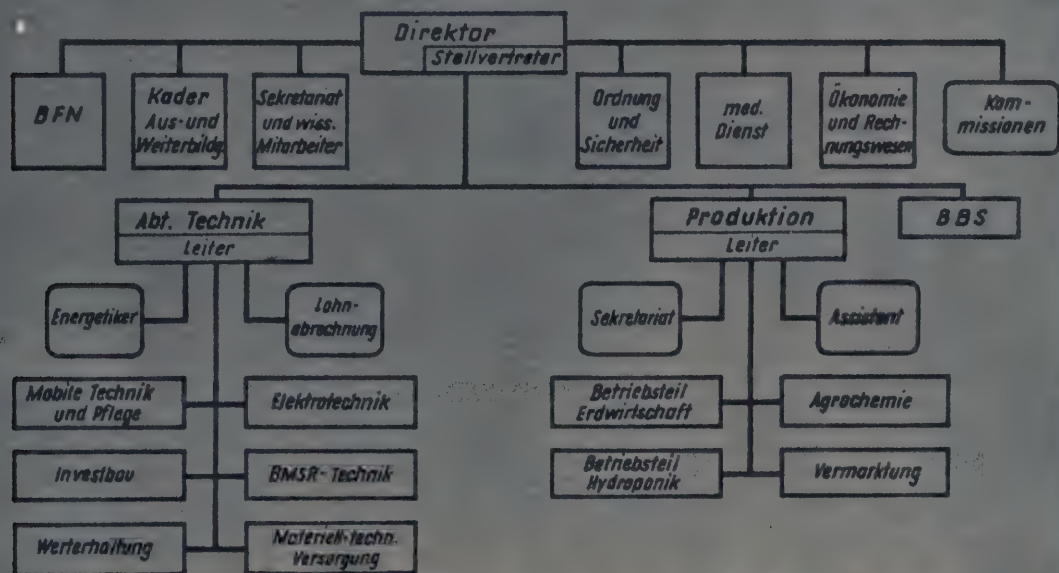 Direktor
Stellvertreter
BFN
Kader
Aus- und
Weiterbildg.
Sekretariat
und wiss.
Mitarbeiter
Ordnung
und
Sicherheit
med.
Dienst
Ökonomie
und Rech-
nungswesen
Kom-
missionen
Abt. Technik
Leiter
Produktion
Leiter
BBS
Energetiker
Lohn-
abrechnung
Sekretariat
Assistent
Mobile Technik
und Pflege
Elektrotechnik
Betriebsteil
Erdwirtschaft
Agrochemie
Investbau
BMSR-Technik
Betriebsteil
Hydroponik
Vermarktung
Werterhaltung
Materiell-techn.
Versorgung